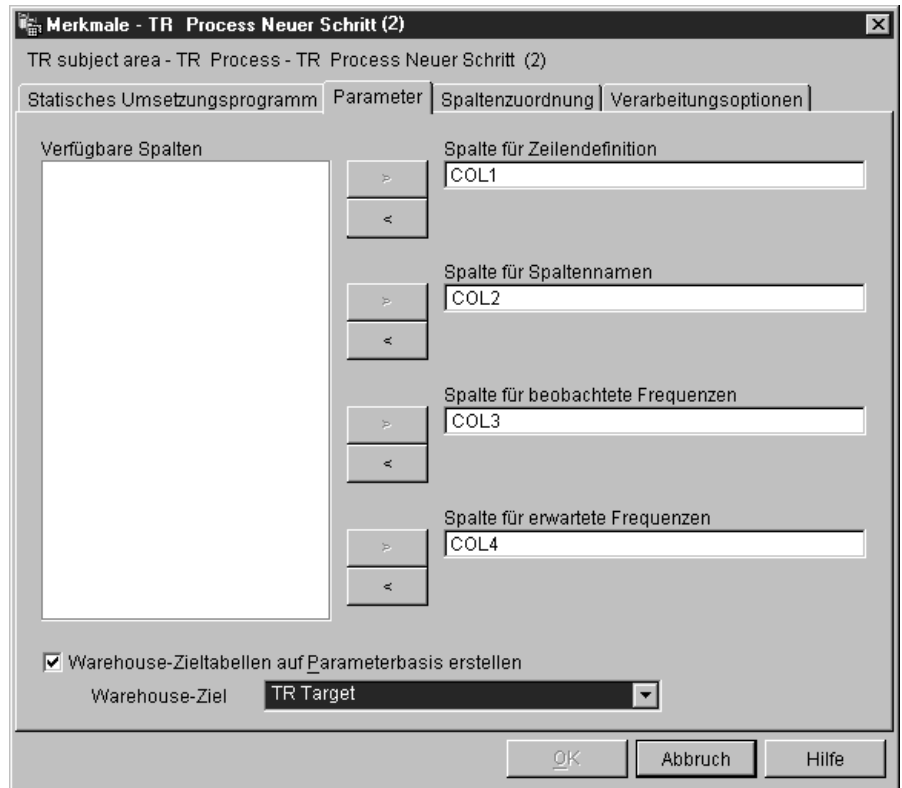 Merkmale - TR Process Neuer Schritt (2)
TR subject area - TR Process - TR Process Neuer Schritt (2)
Statisches Umsetzungsprogramm Parameter Spaltenzuordnung Verarbeitungsoptionen
Verfügbare Spalten
Spalte für Zeilendefinition
>
COL1
<
Spalte für Spaltennamen
>
COL2
<
Spalte für beobachtete Frequenzen
>
COL3
<
Spalte für erwartete Frequenzen
>
COL4
<
Warehouse-Zieltabellen auf Parameterbasis erstellen
Warehouse-Ziel TR Target
OK Abbruch Hilfe